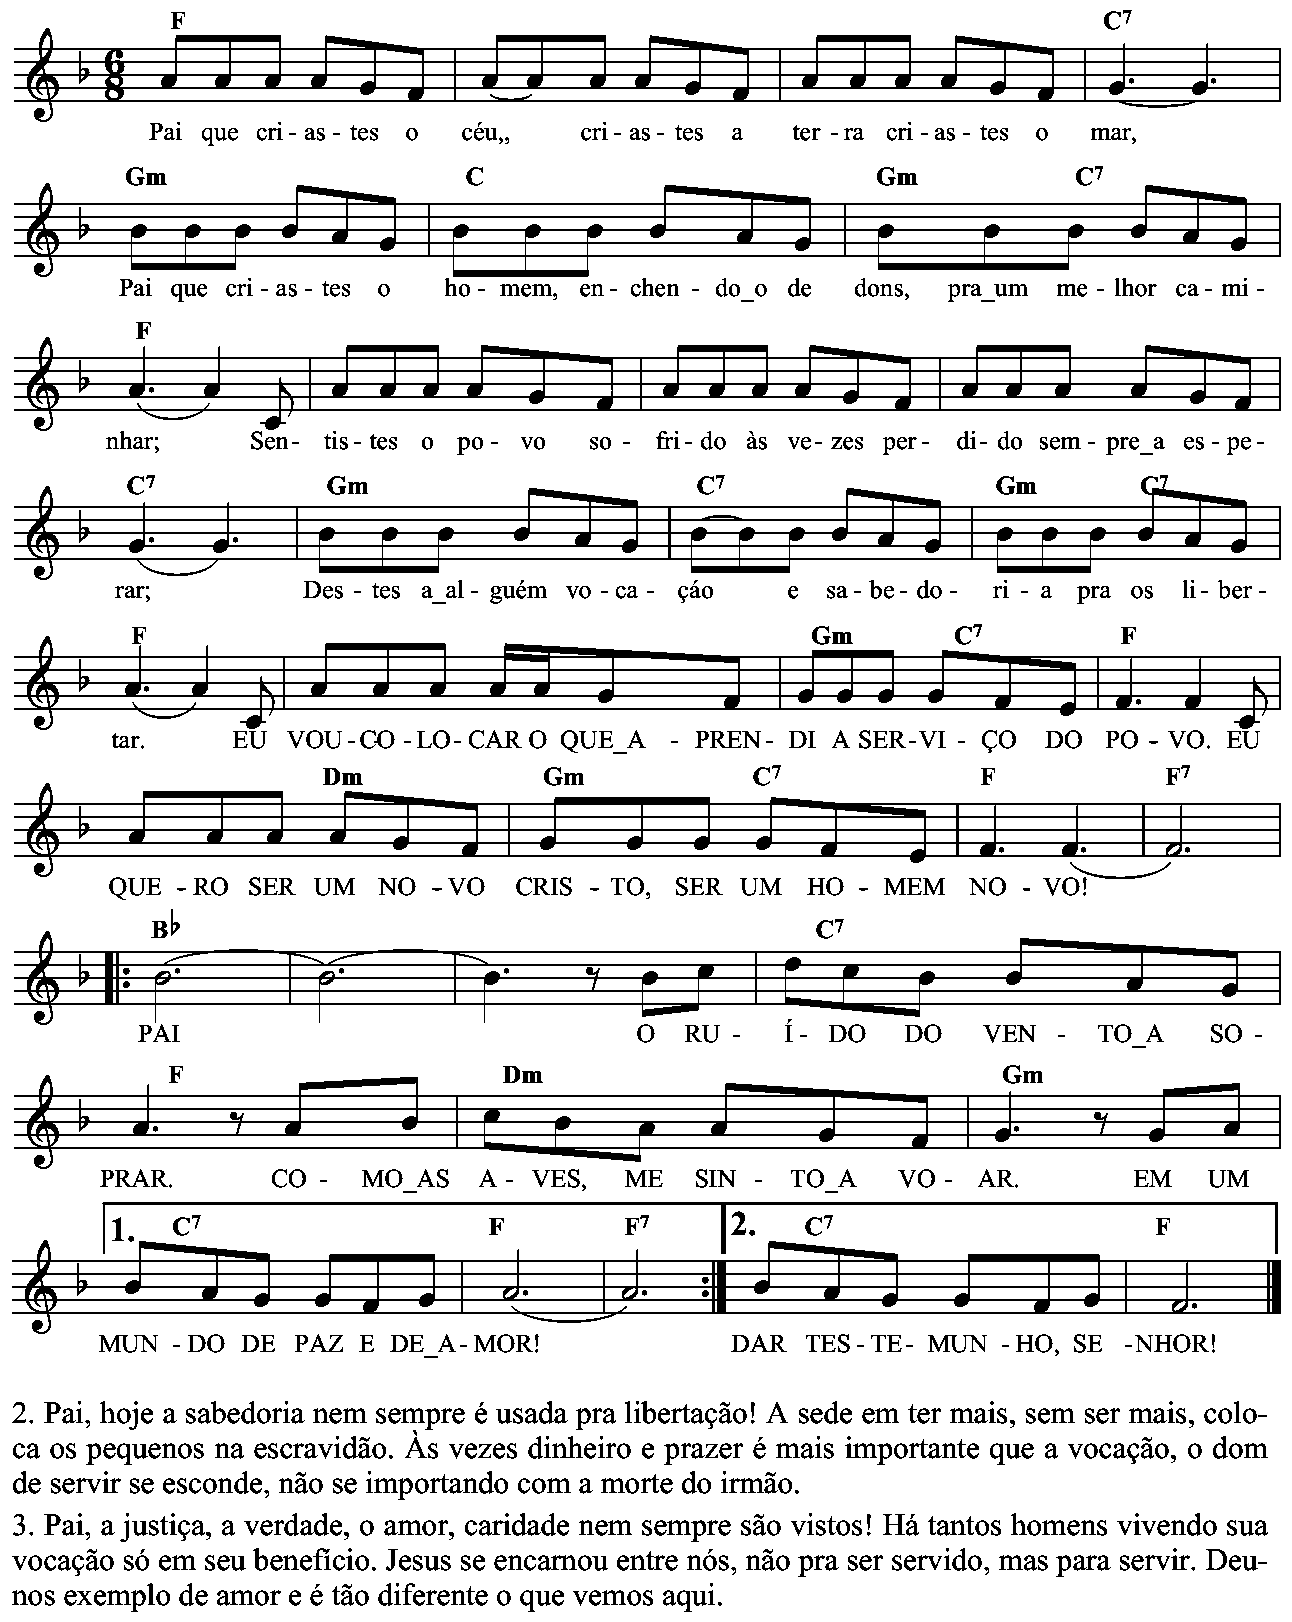 F C7
6/8
Pai que cri-as-tes o céu,, cri-as-tes a ter-ra cri-as-tes o mar,
Gm C Gm C7
Pai que cri-as-tes o ho-mem, en-chen-do_o de dons, pra_um me-lhor ca-mi-
F
nhar; Sen-tis-tes o po-vo so-fri-do às ve-zes per-di-do sem-pre_a es-pe-
C7 Gm C7 Gm C7
rar; Des-tes a_al-guém vo-ca-çáo e sa-be-do-ri-a pra os li-ber-
F Gm C7 F
tar. EU VOU-CO-LO-CAR O QUE_A-PREN-DI A SER-VI-ÇO DO PO-VO. EU
Dm Gm C7 F F7
QUE-RO SER UM NO-VO CRIS-TO, SER UM HO-MEM NO-VO!
B♭ C7
PAI O RU-Í-DO DO VEN-TO_A SO-
F Dm Gm
PRAR. CO-MO_AS A-VES, ME SIN-TO_A VO-AR. EM UM
1. C7 F F7 2. C7 F
MUN-DO DE PAZ E DE_A-MOR! DAR TES-TE-MUN-HO, SE-NHOR!
2. Pai, hoje a sabedoria nem sempre é usada pra libertação! A sede em ter mais, sem ser mais, colo-
ca os pequenos na escravidão. Às vezes dinheiro e prazer é mais importante que a vocação, o dom
de servir se esconde, não se importando com a morte do irmão.
3. Pai, a justiça, a verdade, o amor, caridade nem sempre são vistos! Há tantos homens vivendo sua
vocação só em seu benefício. Jesus se encarnou entre nós, não pra ser servido, mas para servir. Deu-
nos exemplo de amor e é tão diferente o que vemos aqui.